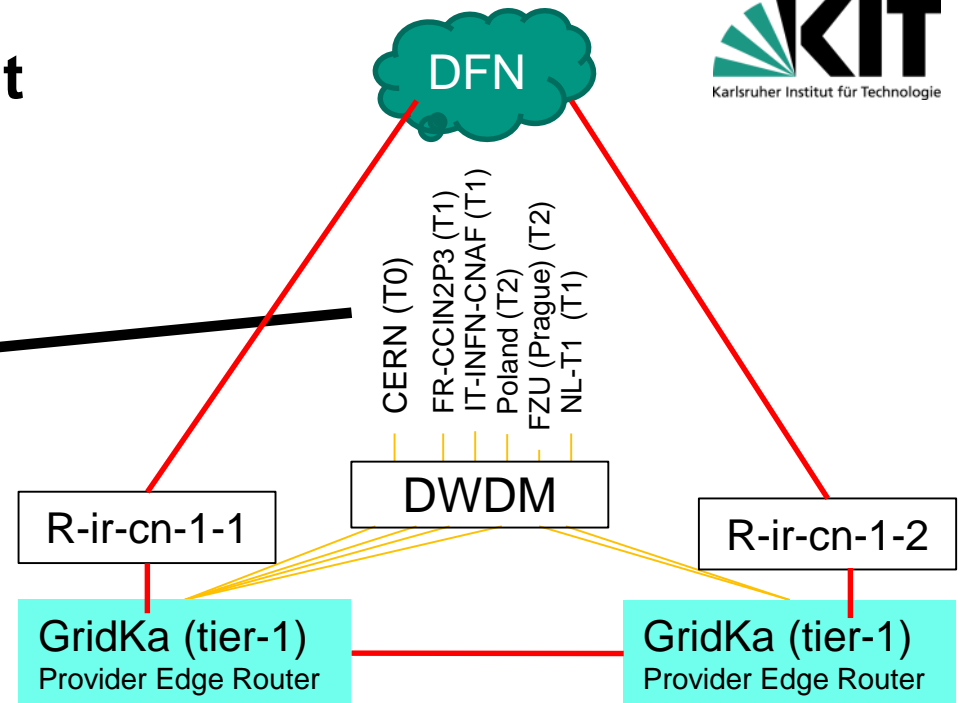 t
DFN
KIT
Karlsruher Institut für Technologie
CERN (T0)
FR-CCIN2P3 (T1)
IT-INFN-CNAF (T1)
Poland (T2)
FZU (Prague) (T2)
NL-T1 (T1)
DWDM
R-ir-cn-1-1
R-ir-cn-1-2
GridKa (tier-1)
Provider Edge Router
GridKa (tier-1)
Provider Edge Router